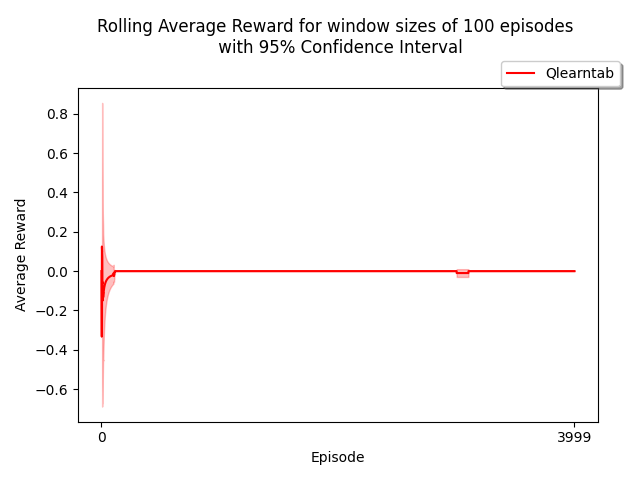 Rolling Average Reward for window sizes of 100 episodes
with 95% Confidence Interval
Qlearntab
0.8
0.6
0.4
0.2
0.0
−0.2
−0.4
−0.6
Average Reward
0
3999
Episode